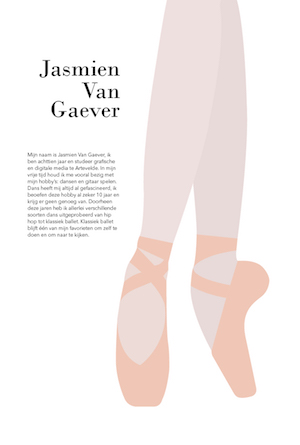 Jasmien
Van
Gaever
Mijn naam is Jasmien Van Gaever, ik
ben achttien jaar en studeer grafische
en digitale media te Artevelde. In mijn
vrije tijd houd ik me vooral bezig met
mijn hobby's: dansen en gitaar spelen.
Dans heeft mij altijd al gefascineerd, ik
beoefen deze hobby al zeker 10 jaar en
krijg er geen genoeg van. Doorheen
deze jaren heb ik allerlei verschillende
soorten dans uitgeprobeerd van hip
hop tot klassiek ballet. Klassiek ballet
blijft één van mijn favorieten om zelf te
doen en om naar te kijken.